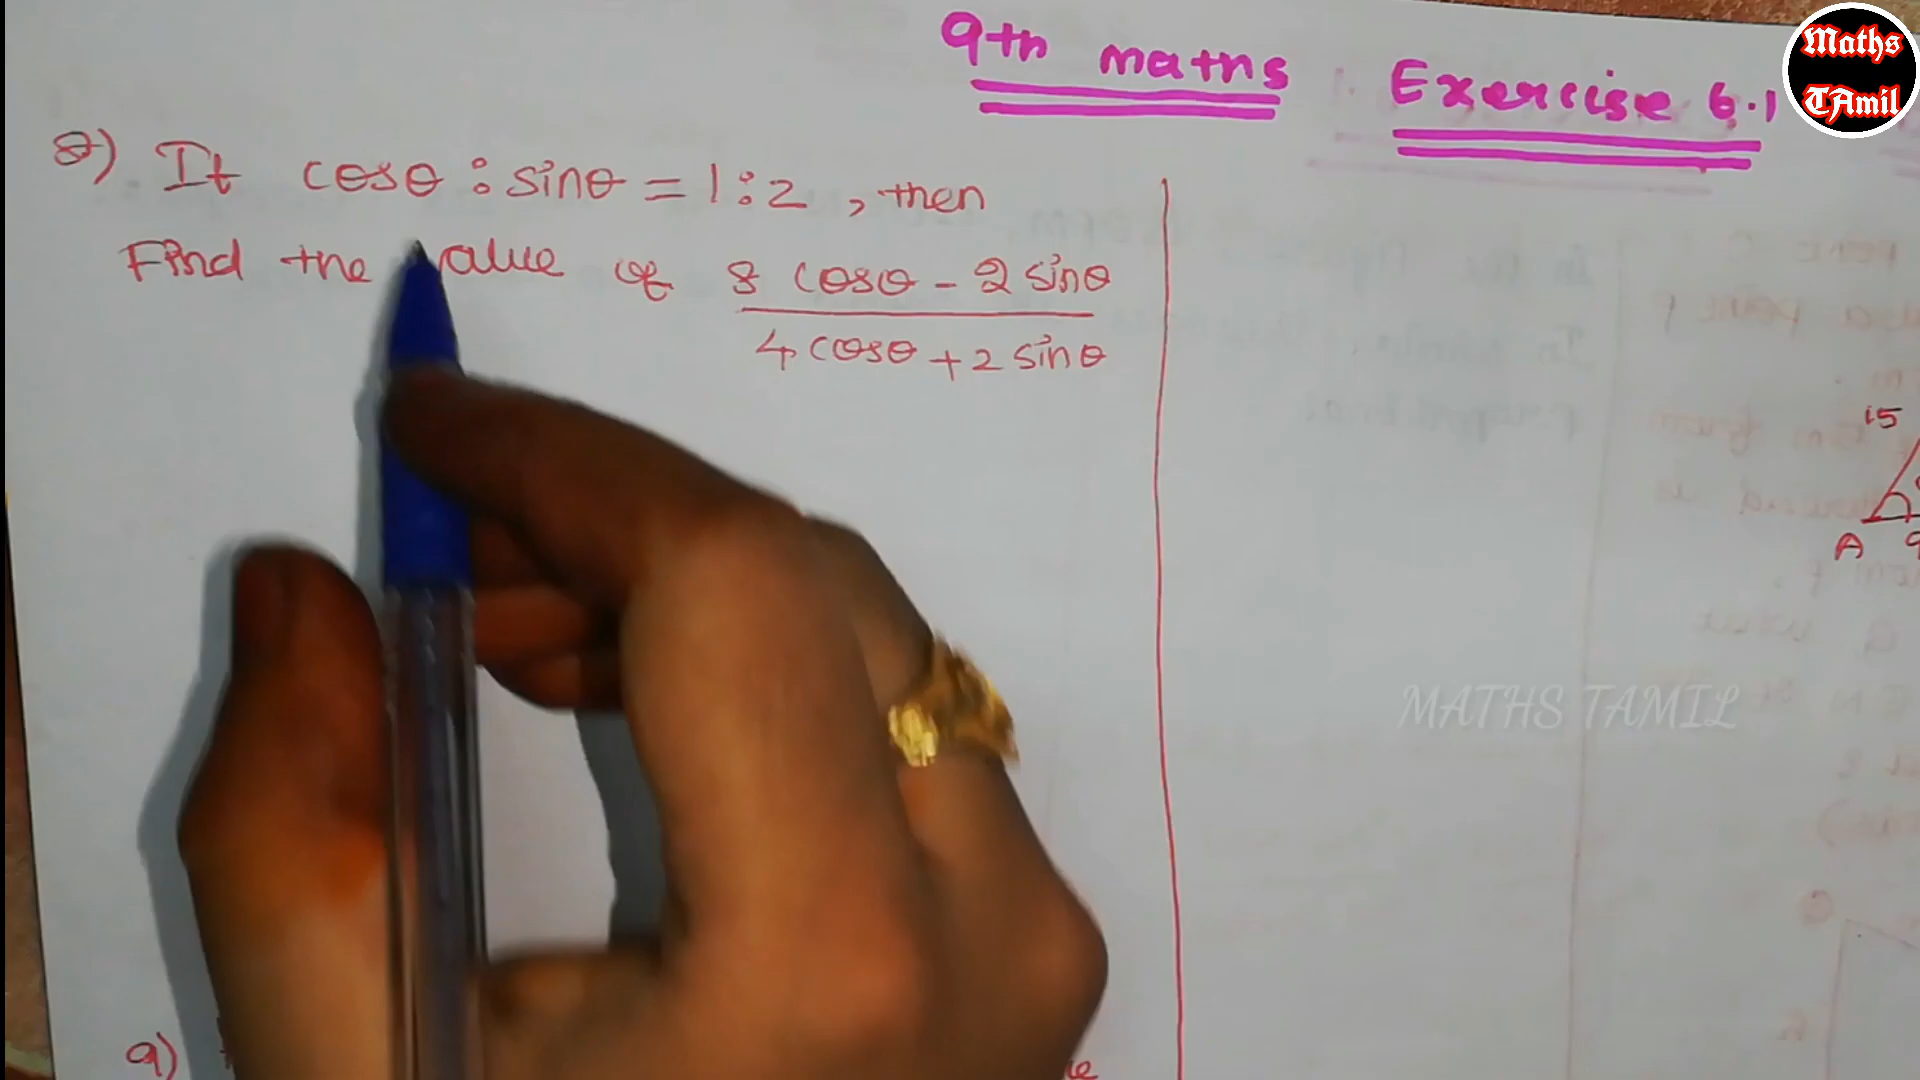 9th maths Exercise 6.1
Maths
TAmil
8) If cosθ : sinθ = 1:2, then
Find the value of 8 cosθ - 2 sinθ
4 cosθ + 2 sinθ
15
A
MATHS TAMIL
9)